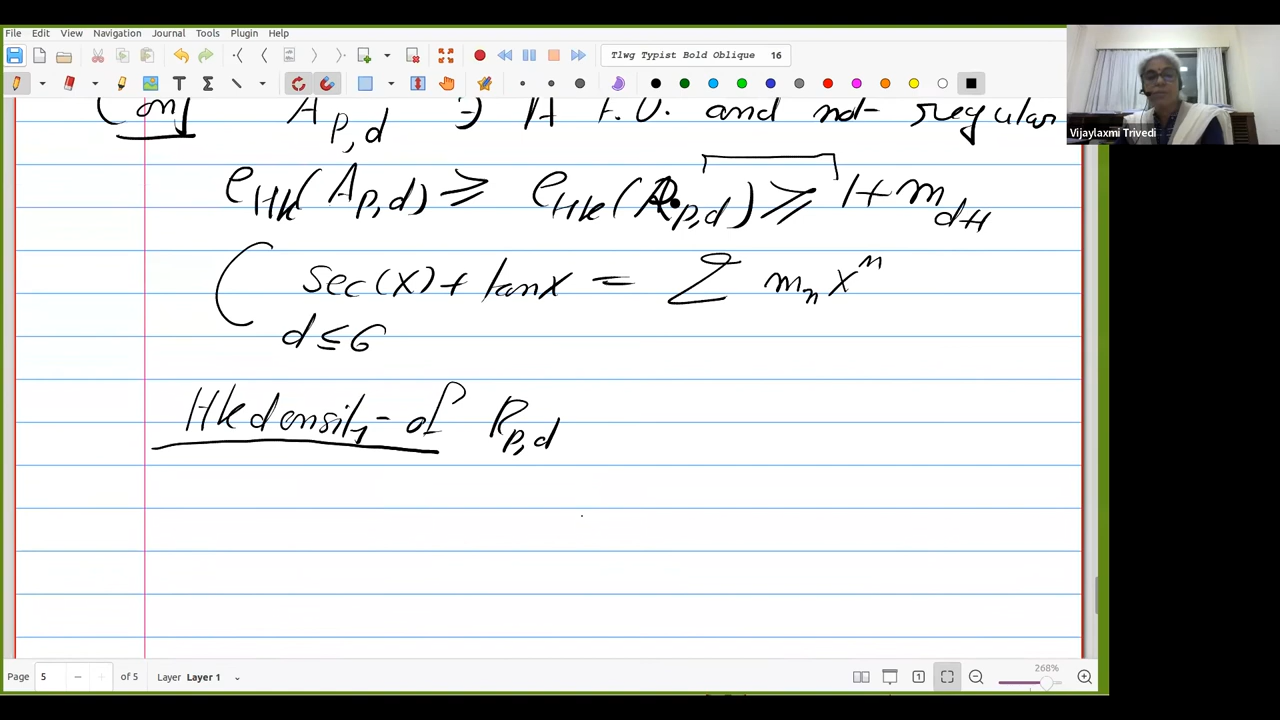 File Edit View Navigation Journal Tools Plugin Help
Tlwg Typist Bold Oblique 16
Vijaylaxmi Trivedi
Conj A_{p,d} ∋ A F.U. and not regular
e_{HK}(A_{p,d}) ≥ e_{HK}(R_{p,d}) ≥ 1 + m_{d+1}
( sec(X) + tanX = Σ m_n X^n
d ≤ 6
HK density of R_{p,d}
Page 5 of 5 Layer Layer 1
268%